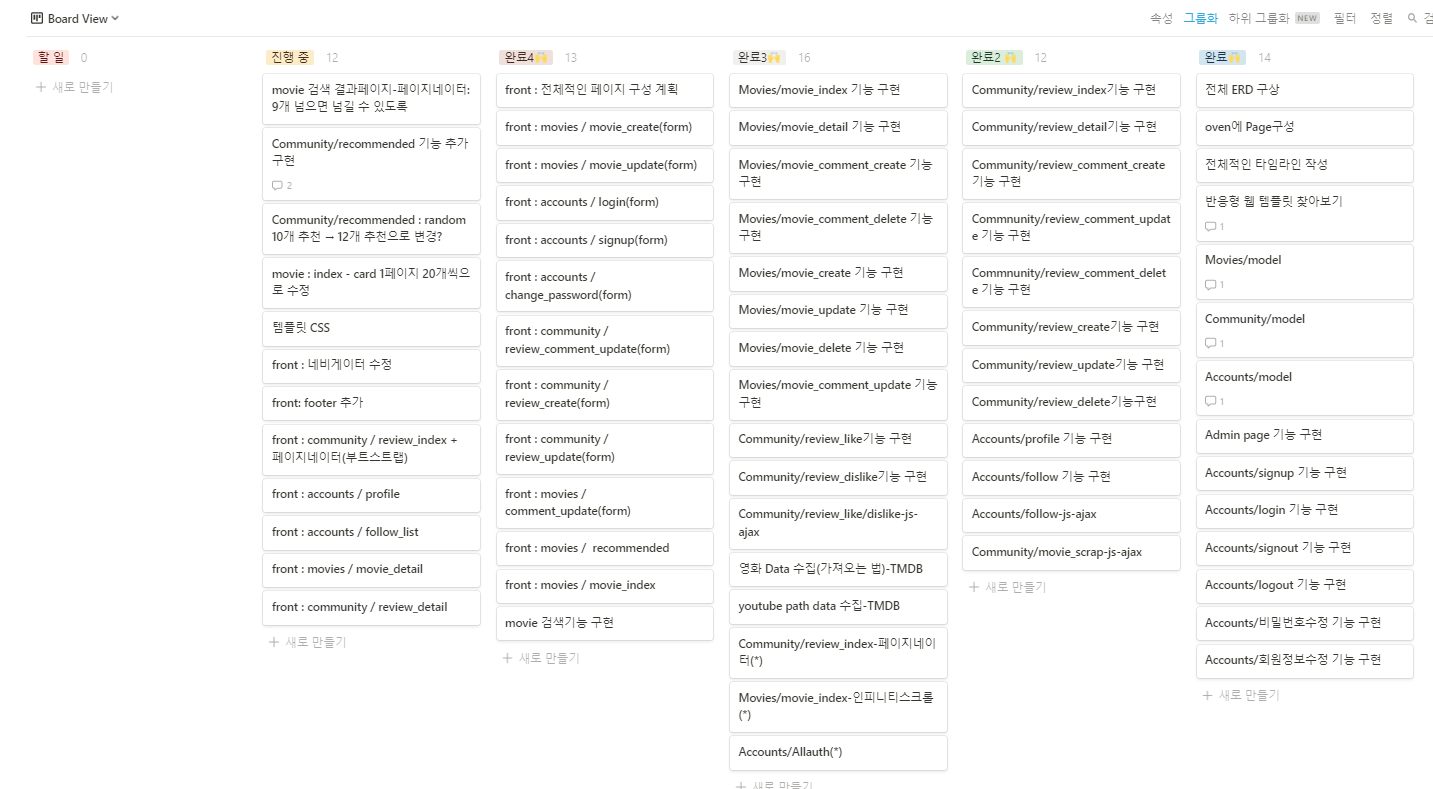 Board View
속성 그룹화 하위 그룹화 NEW 필터 정렬
할 일 0
새로 만들기
진행 중 12
movie 검색 결과페이지-페이지네이터:
9개 넘으면 넘길 수 있도록
Community/recommended 기능 추가
구현
2
Community/recommended : random
10개 추천 → 12개 추천으로 변경?
movie : index - card 1페이지 20개씩으
로 수정
템플릿 CSS
front : 네비게이터 수정
front: footer 추가
front : community / review_index +
페이지네이터(부트스트랩)
front : accounts / profile
front : accounts / follow_list
front : movies / movie_detail
front : community / review_detail
새로 만들기
완료4🙌 13
front : 전체적인 페이지 구성 계획
front : movies / movie_create(form)
front : movies / movie_update(form)
front : accounts / login(form)
front : accounts / signup(form)
front : accounts /
change_password(form)
front : community /
review_comment_update(form)
front : community /
review_create(form)
front : community /
review_update(form)
front : movies /
comment_update(form)
front : movies /  recommended
front : movies / movie_index
movie 검색기능 구현
새로 만들기
완료3🙌 16
Movies/movie_index 기능 구현
Movies/movie_detail 기능 구현
Movies/movie_comment_create 기능
구현
Movies/movie_comment_delete 기능
구현
Movies/movie_create 기능 구현
Movies/movie_update 기능 구현
Movies/movie_delete 기능 구현
Movies/movie_comment_update 기능
구현
Community/review_like기능 구현
Community/review_dislike기능 구현
Community/review_like/dislike-js-
ajax
영화 Data 수집(가져오는 법)-TMDB
youtube path data 수집-TMDB
Community/review_index-페이지네이
터(*)
Movies/movie_index-인피니티스크롤
(*)
Accounts/Allauth(*)
새로 만들기
완료2 🙌 12
Community/review_index기능 구현
Community/review_detail기능 구현
Community/review_comment_create
기능 구현
Commnunity/review_comment_updat
e 기능 구현
Commnunity/review_comment_delet
e 기능 구현
Community/review_create기능 구현
Community/review_update기능 구현
Community/review_delete기능구현
Accounts/profile 기능 구현
Accounts/follow 기능 구현
Accounts/follow-js-ajax
Community/movie_scrap-js-ajax
새로 만들기
완료🙌 14
전체 ERD 구상
oven에 Page구성
전체적인 타임라인 작성
반응형 웹 템플릿 찾아보기
1
Movies/model
1
Community/model
1
Accounts/model
1
Admin page 기능 구현
Accounts/signup 기능 구현
Accounts/login 기능 구현
Accounts/signout 기능 구현
Accounts/logout 기능 구현
Accounts/비밀번호수정 기능 구현
Accounts/회원정보수정 기능 구현
새로 만들기